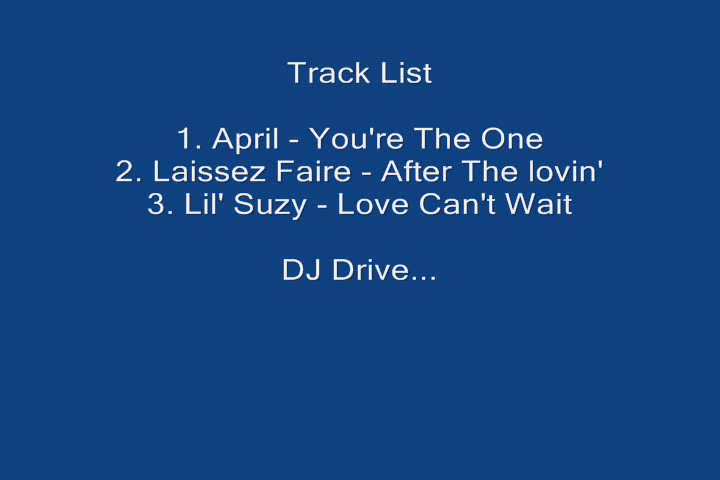 Track List
1. April - You're The One
2. Laissez Faire - After The lovin'
3. Lil' Suzy - Love Can't Wait
DJ Drive...